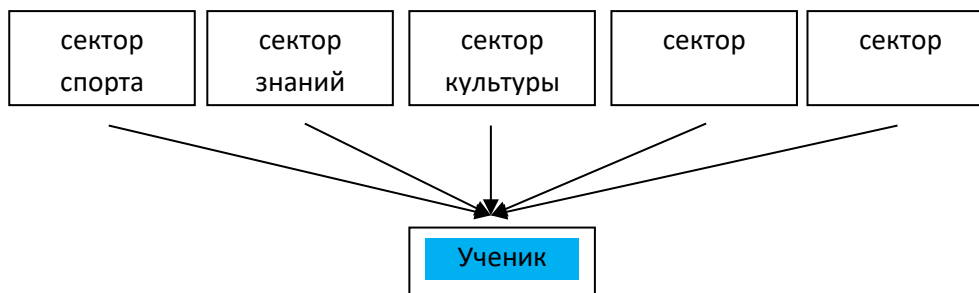 сектор
спорта
сектор
знаний
сектор
культуры
сектор
сектор
Ученик